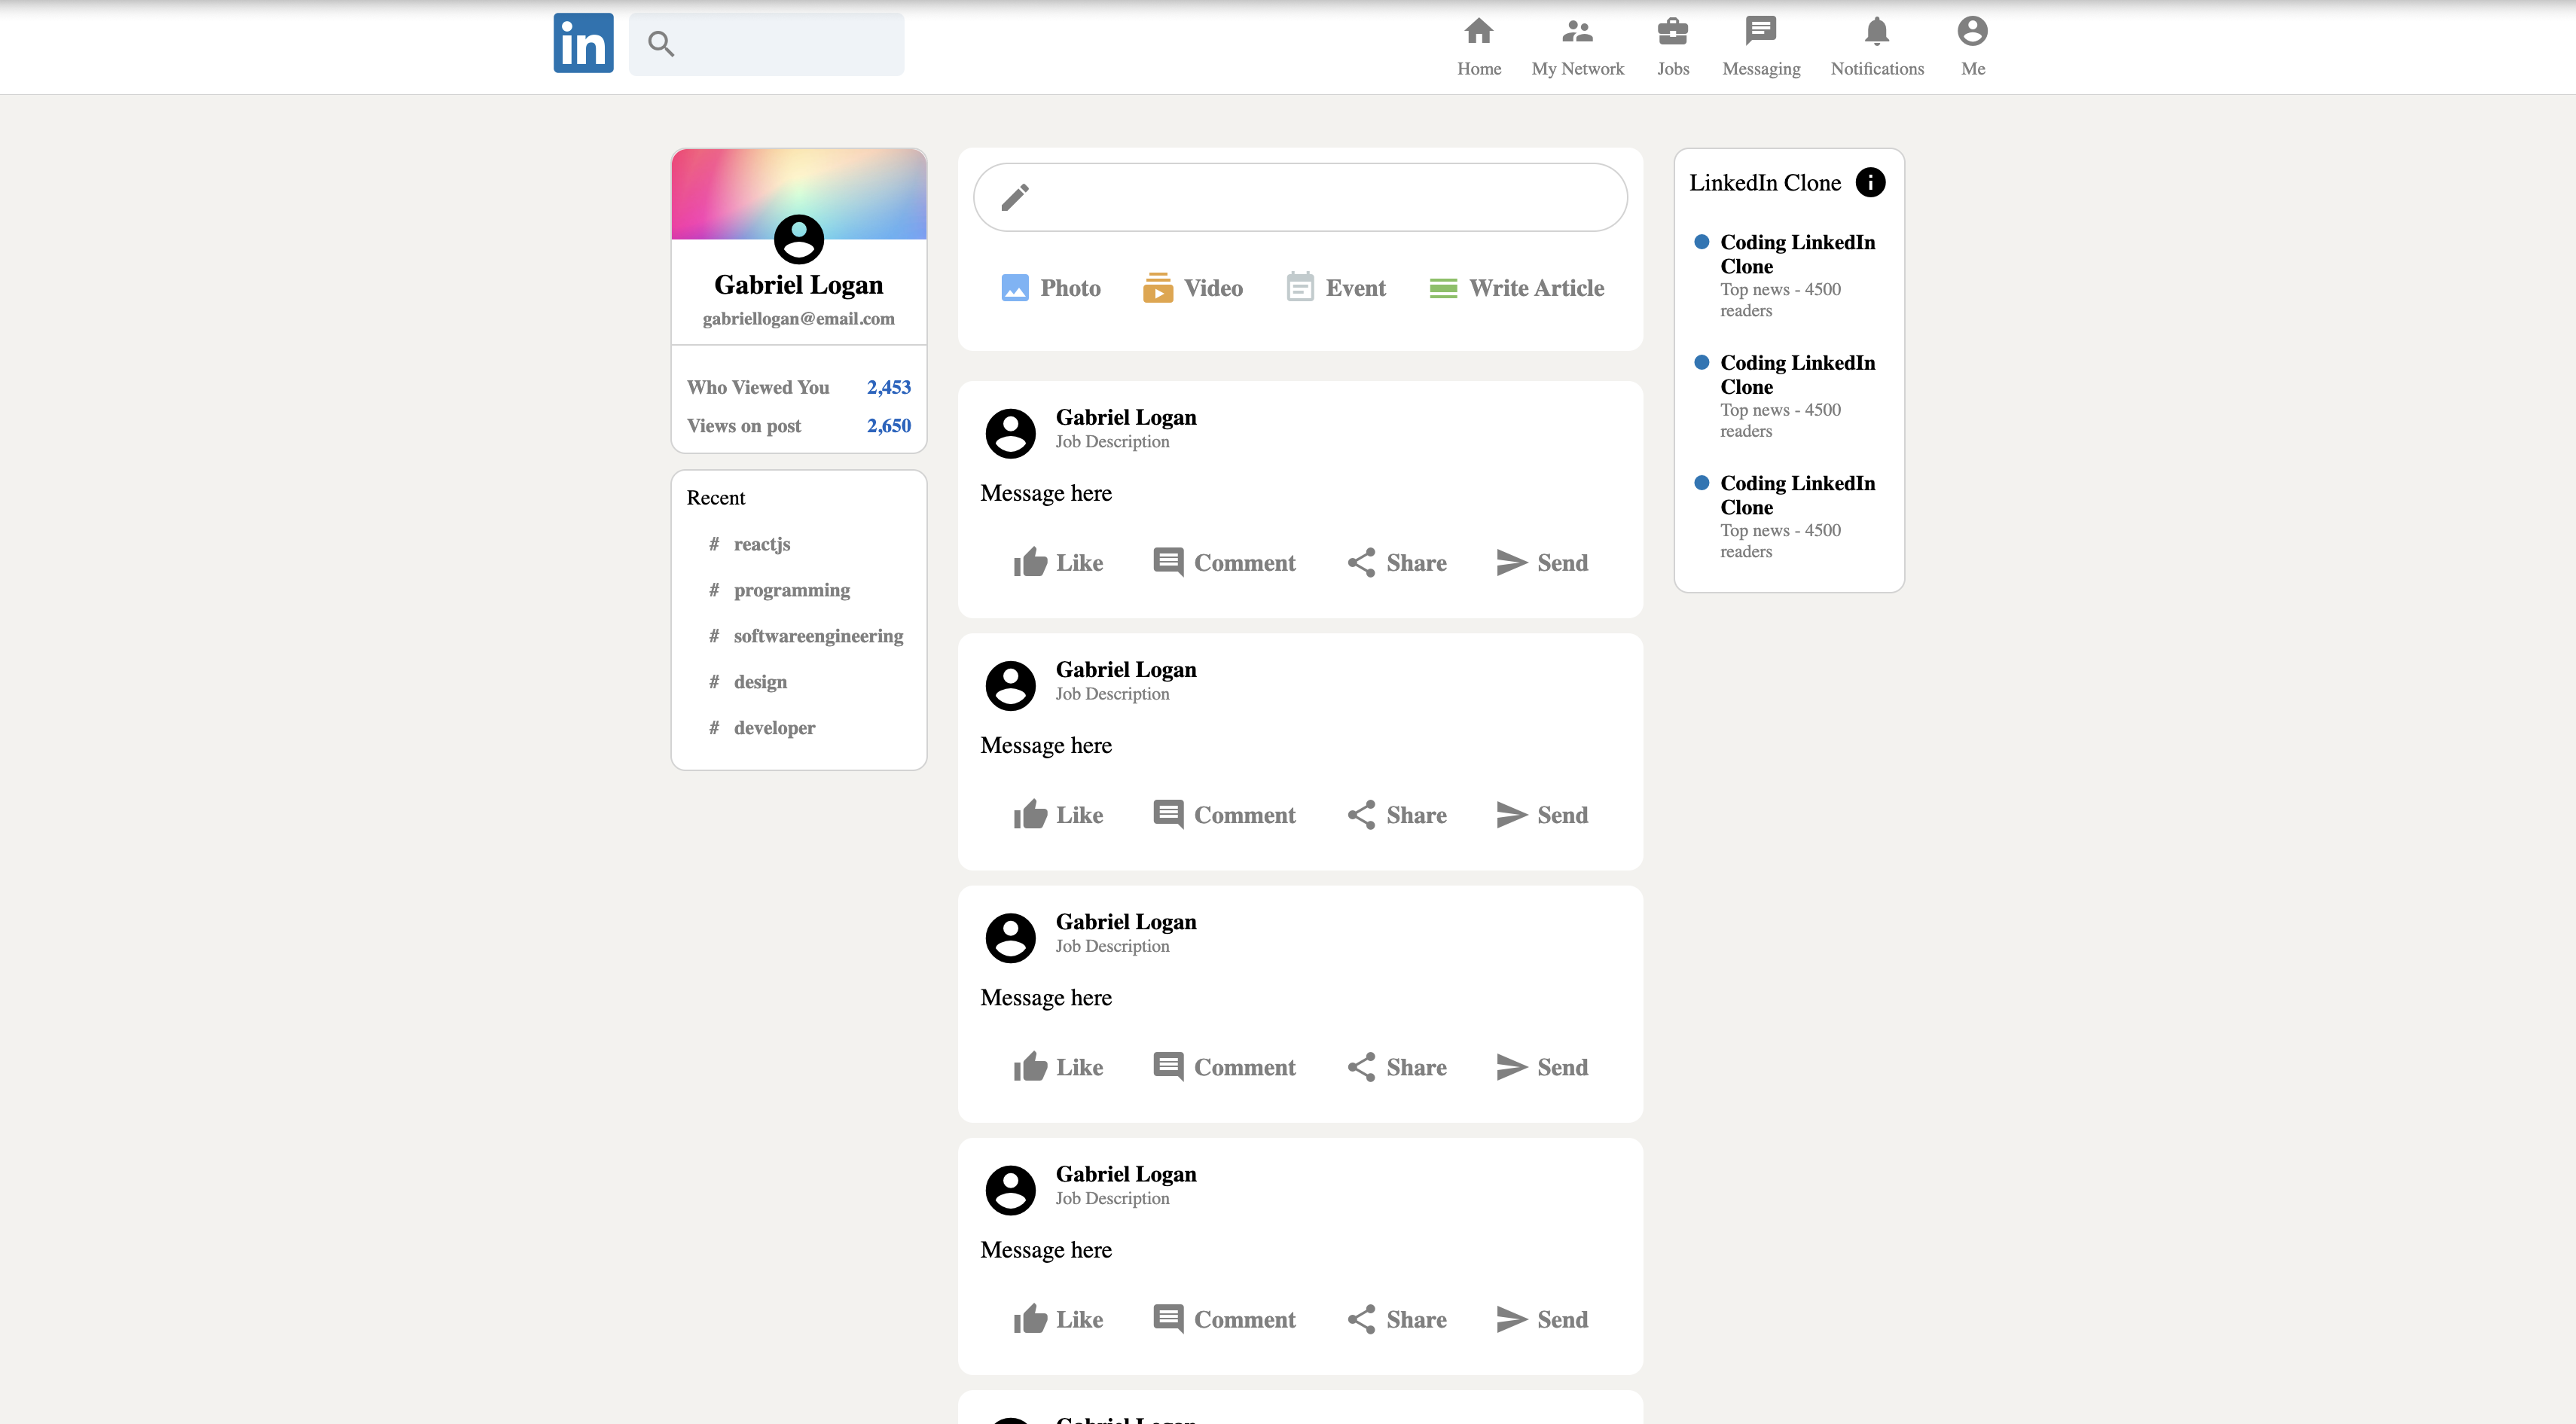 in
Home My Network Jobs Messaging Notifications Me
Gabriel Logan
gabriellogan@email.com
Who Viewed You 2,453
Views on post 2,650
Recent
# reactjs
# programming
# softwareengineering
# design
# developer
Photo Video Event Write Article
Gabriel Logan
Job Description
Message here
Like Comment Share Send
Gabriel Logan
Job Description
Message here
Like Comment Share Send
Gabriel Logan
Job Description
Message here
Like Comment Share Send
Gabriel Logan
Job Description
Message here
Like Comment Share Send
Gabriel Logan
LinkedIn Clone
Coding LinkedIn
Clone
Top news - 4500
readers
Coding LinkedIn
Clone
Top news - 4500
readers
Coding LinkedIn
Clone
Top news - 4500
readers